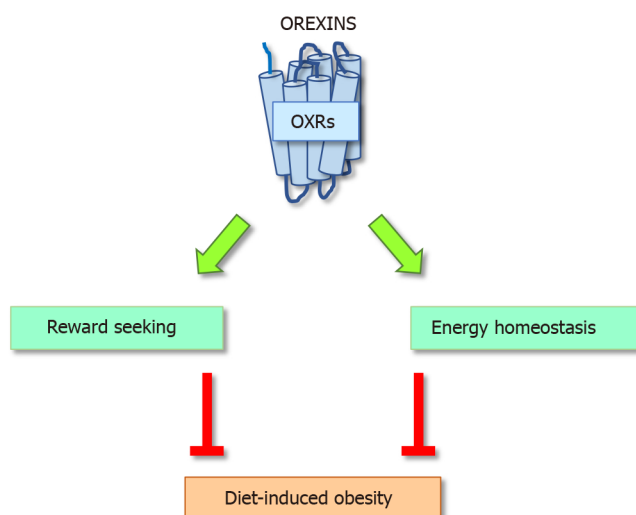 OREXINS
OXRs
Reward seeking
Energy homeostasis
Diet-induced obesity